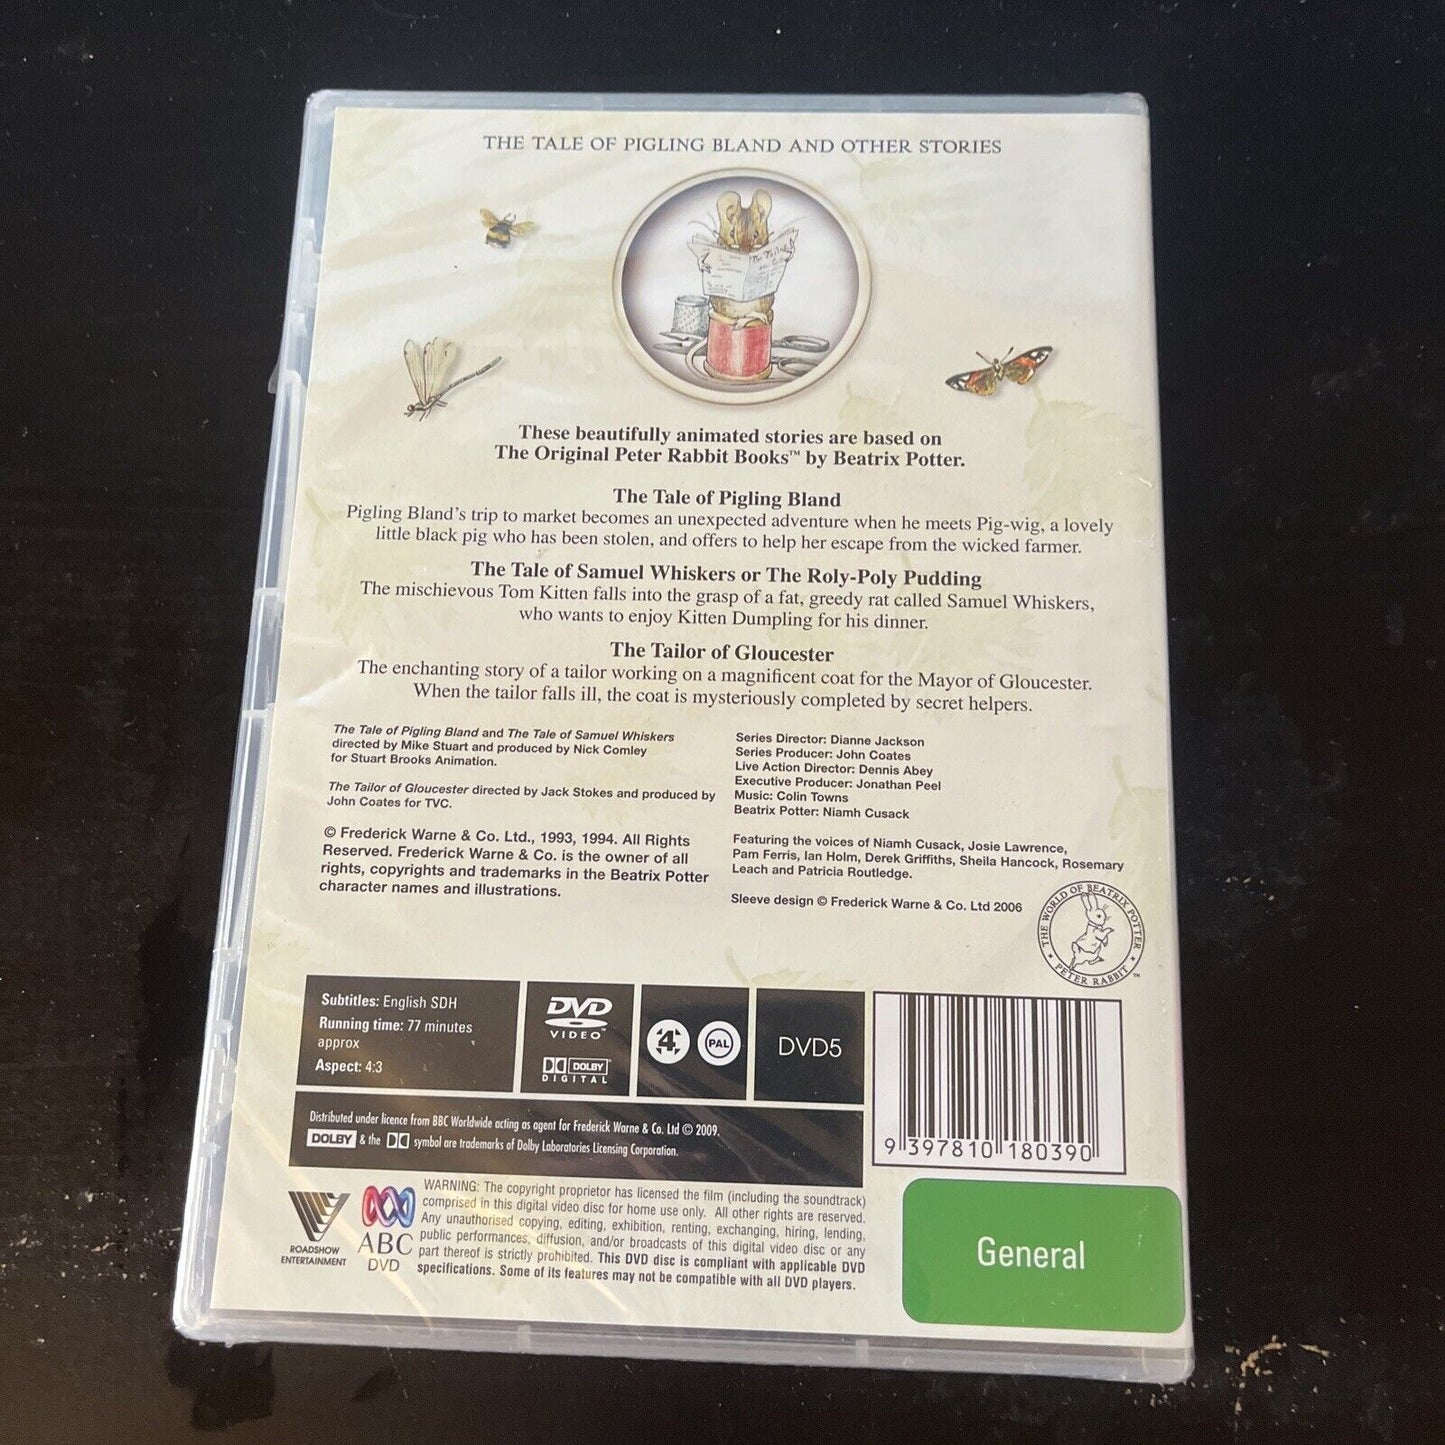 THE TALE OF PIGLING BLAND AND OTHER STORIES
The Tailor
These beautifully animated stories are based on
The Original Peter Rabbit Books™ by Beatrix Potter.
The Tale of Pigling Bland
Pigling Bland's trip to market becomes an unexpected adventure when he meets Pig-wig, a lovely
little black pig who has been stolen, and offers to help her escape from the wicked farmer.
The Tale of Samuel Whiskers or The Roly-Poly Pudding
The mischievous Tom Kitten falls into the grasp of a fat, greedy rat called Samuel Whiskers,
who wants to enjoy Kitten Dumpling for his dinner.
The Tailor of Gloucester
The enchanting story of a tailor working on a magnificent coat for the Mayor of Gloucester.
When the tailor falls ill, the coat is mysteriously completed by secret helpers.
The Tale of Pigling Bland and The Tale of Samuel Whiskers
directed by Mike Stuart and produced by Nick Comley
for Stuart Brooks Animation.
The Tailor of Gloucester directed by Jack Stokes and produced by
John Coates for TVC.
© Frederick Warne & Co. Ltd., 1993, 1994. All Rights
Reserved. Frederick Warne & Co. is the owner of all
rights, copyrights and trademarks in the Beatrix Potter
character names and illustrations.
Series Director: Dianne Jackson
Series Producer: John Coates
Live Action Director: Dennis Abey
Executive Producer: Jonathan Peel
Music: Colin Towns
Beatrix Potter: Niamh Cusack
Featuring the voices of Niamh Cusack, Josie Lawrence,
Pam Ferris, Ian Holm, Derek Griffiths, Sheila Hancock, Rosemary
Leach and Patricia Routledge.
Sleeve design © Frederick Warne & Co. Ltd 2006
THE WORLD OF BEATRIX POTTER
PETER RABBIT ™
Subtitles: English SDH
Running time: 77 minutes
approx
Aspect: 4:3
DVD
VIDEO™
DOLBY
DIGITAL
4
PAL
DVD5
Distributed under licence from BBC Worldwide acting as agent for Frederick Warne & Co. Ltd © 2009.
DOLBY & the DD symbol are trademarks of Dolby Laboratories Licensing Corporation.
9 397810 180390
ROADSHOW
ENTERTAINMENT
ABC
DVD
WARNING: The copyright proprietor has licensed the film (including the soundtrack)
comprised in this digital video disc for home use only. All other rights are reserved.
Any unauthorised copying, editing, exhibition, renting, exchanging, hiring, lending,
public performances, diffusion, and/or broadcasts of this digital video disc or any
part thereof is strictly prohibited. This DVD disc is compliant with applicable DVD
specifications. Some of its features may not be compatible with all DVD players.
General